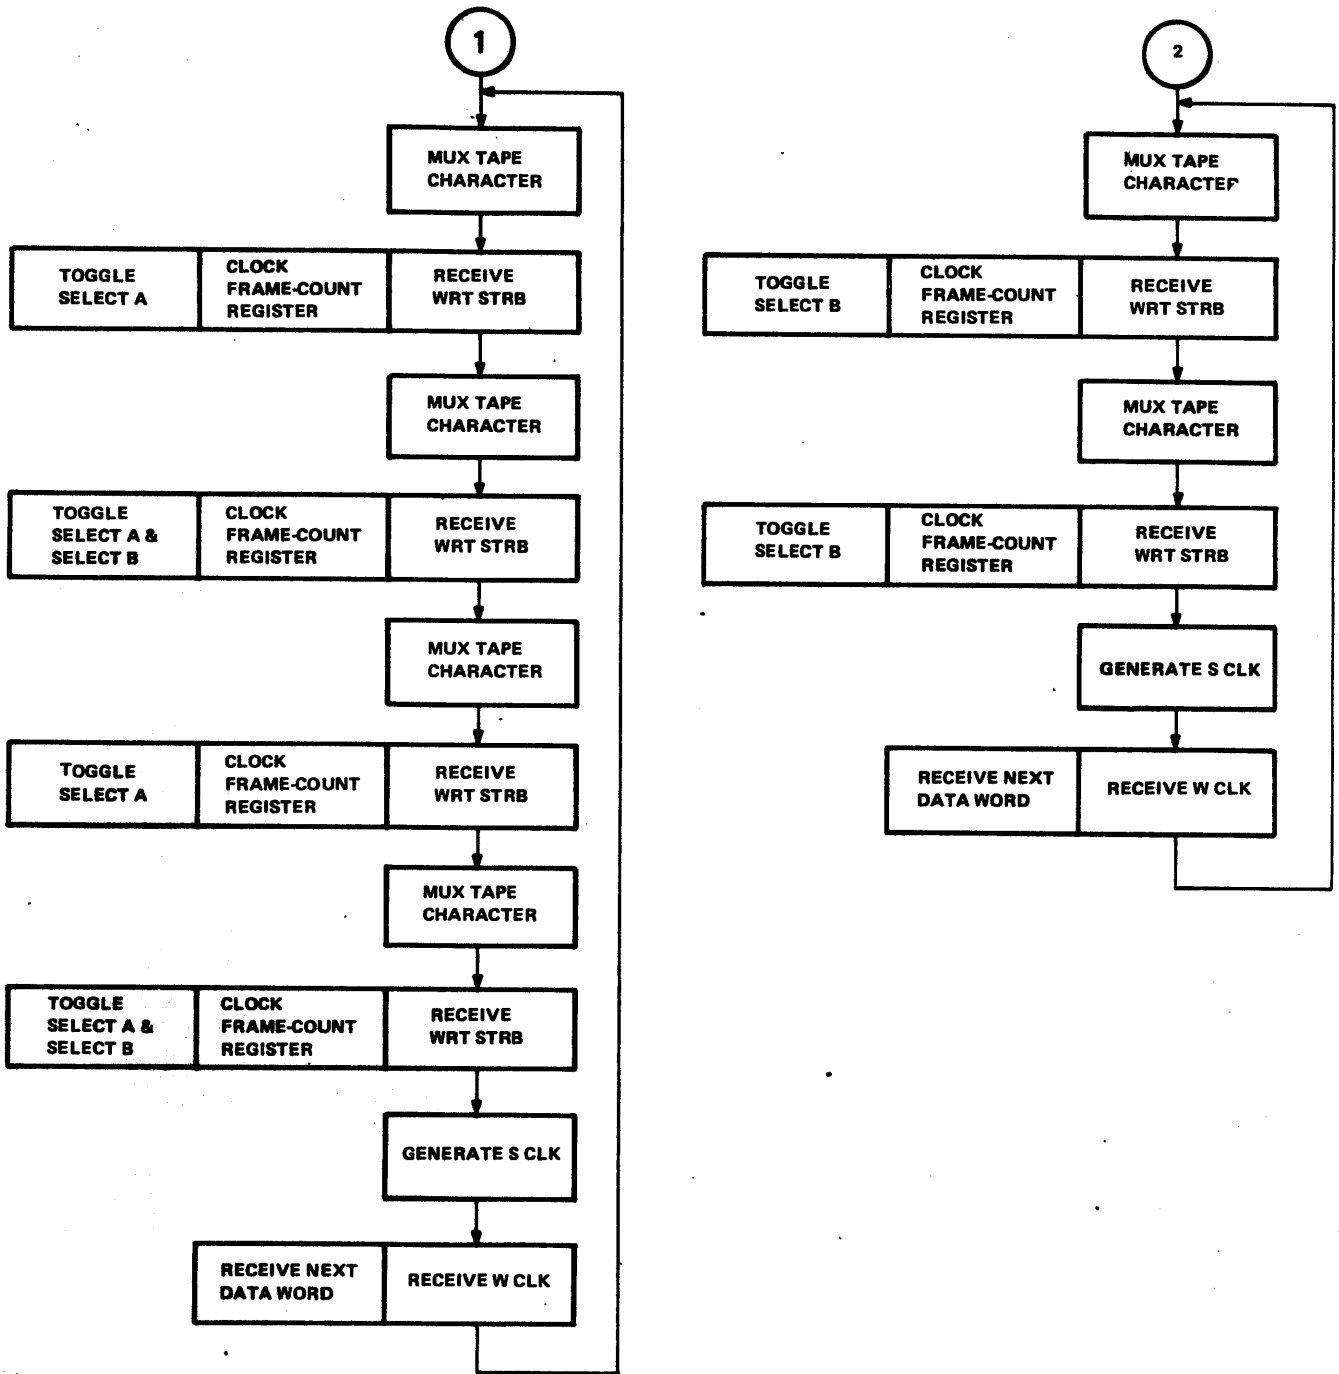 1
MUX TAPE
CHARACTER
TOGGLE
SELECT A
CLOCK
FRAME-COUNT
REGISTER
RECEIVE
WRT STRB
MUX TAPE
CHARACTER
TOGGLE
SELECT A &
SELECT B
CLOCK
FRAME-COUNT
REGISTER
RECEIVE
WRT STRB
MUX TAPE
CHARACTER
TOGGLE
SELECT A
CLOCK
FRAME-COUNT
REGISTER
RECEIVE
WRT STRB
MUX TAPE
CHARACTER
TOGGLE
SELECT A &
SELECT B
CLOCK
FRAME-COUNT
REGISTER
RECEIVE
WRT STRB
GENERATE S CLK
RECEIVE NEXT
DATA WORD
RECEIVE W CLK
2
MUX TAPE
CHARACTER
TOGGLE
SELECT B
CLOCK
FRAME-COUNT
REGISTER
RECEIVE
WRT STRB
MUX TAPE
CHARACTER
TOGGLE
SELECT B
CLOCK
FRAME-COUNT
REGISTER
RECEIVE
WRT STRB
GENERATE S CLK
RECEIVE NEXT
DATA WORD
RECEIVE W CLK